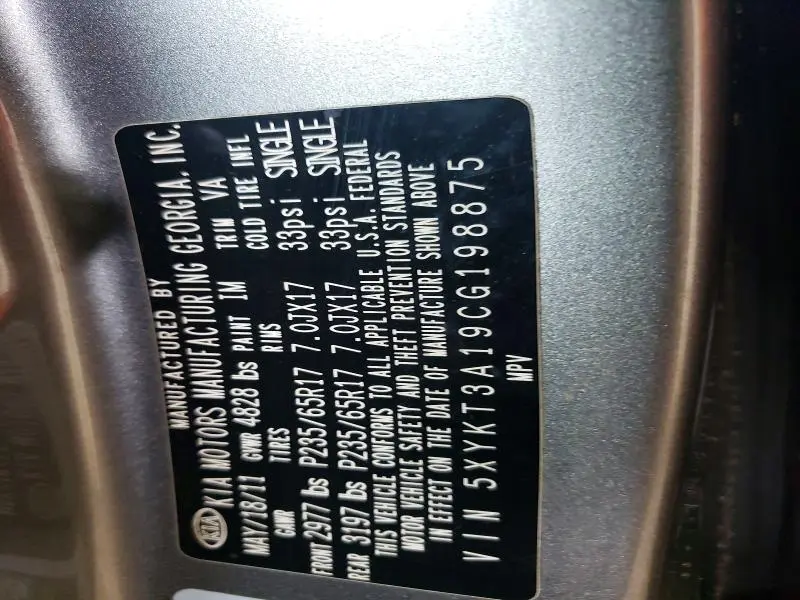 MANUFACTURED BY
KIA KIA MOTORS MANUFACTURING GEORGIA, INC.
MAY/18/11 GVWR 4828 lbs PAINT IM TRIM VA
GAWR TIRES RIMS COLD TIRE INFL
FRONT 2977 lbs P235/65R17 7.0JX17 33psi SINGLE
REAR 3197 lbs P235/65R17 7.0JX17 33psi SINGLE
THIS VEHICLE CONFORMS TO ALL APPLICABLE U.S.A. FEDERAL
MOTOR VEHICLE SAFETY AND THEFT PREVENTION STANDARDS
IN EFFECT ON THE DATE OF MANUFACTURE SHOWN ABOVE
VIN 5XYKT3A19CG198875
MPV